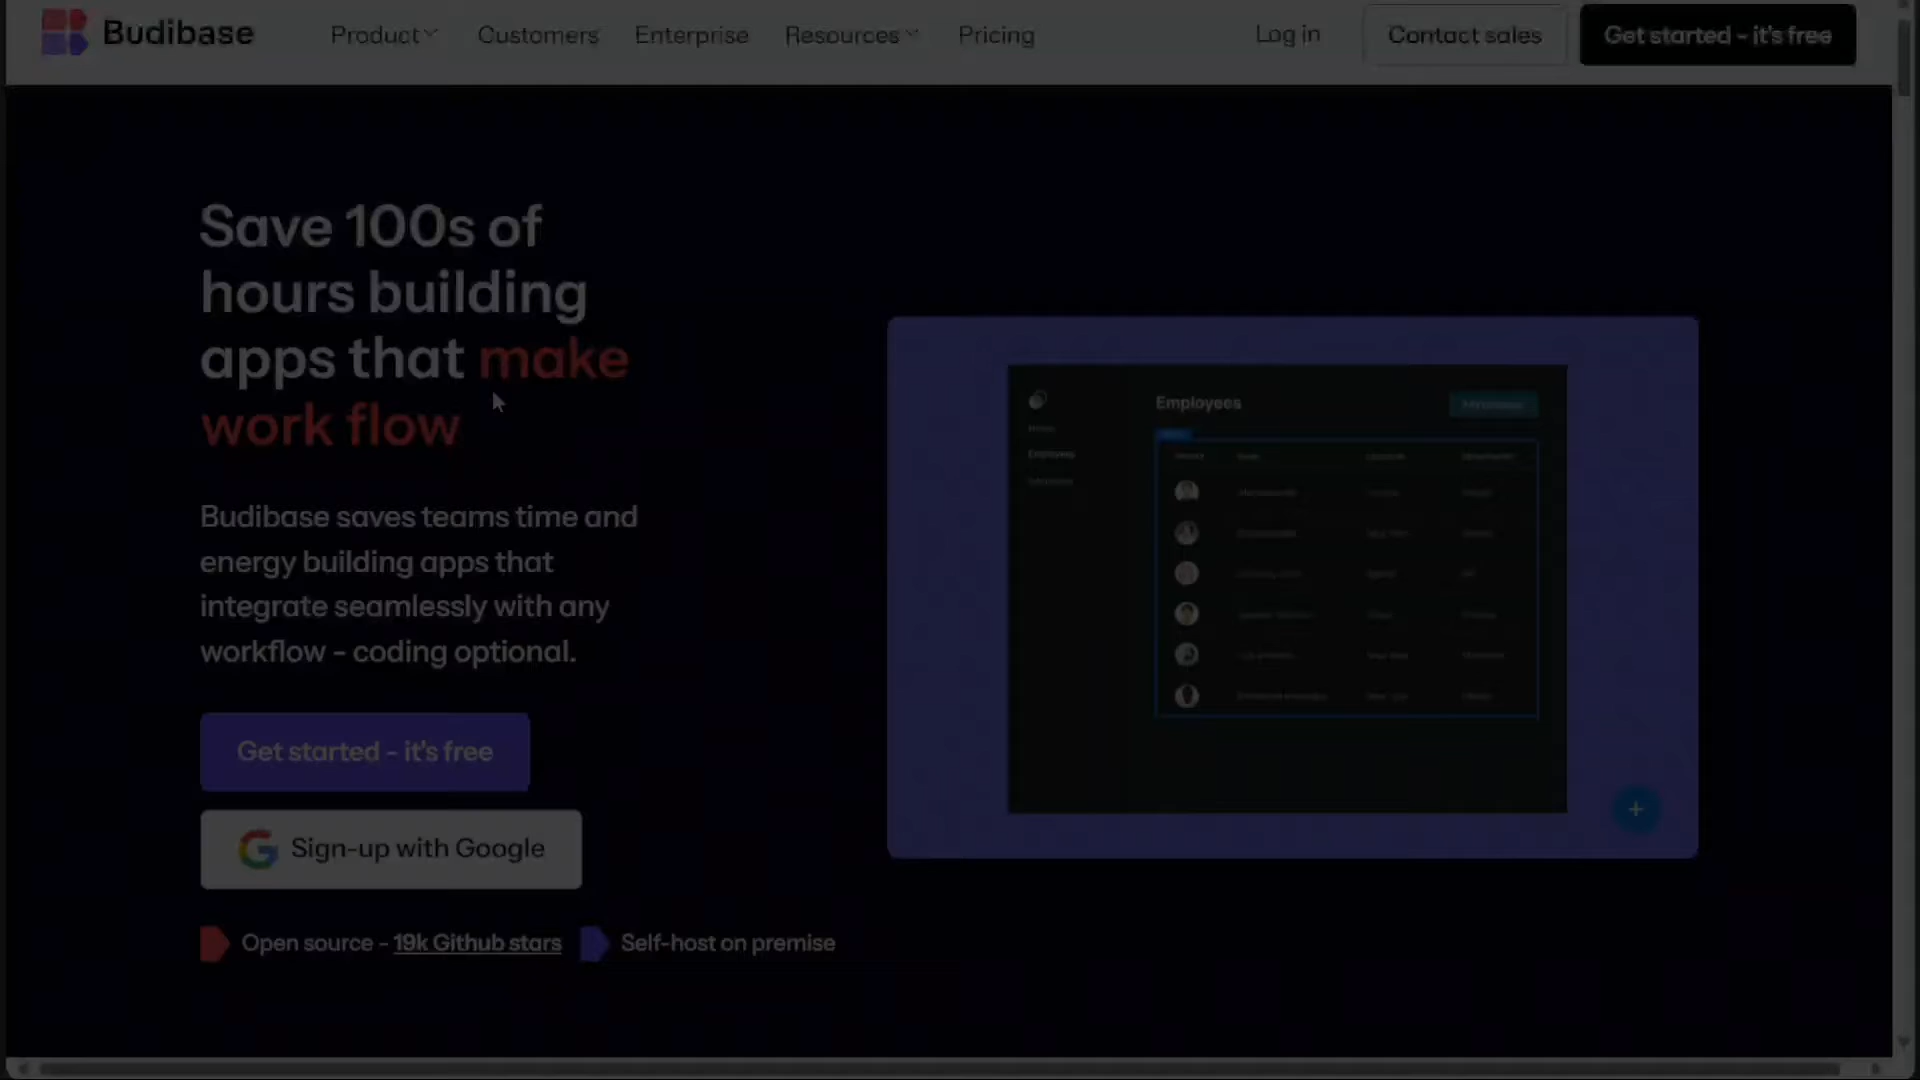 Budibase
Product
Customers
Enterprise
Resources
Pricing
Log in
Contact sales
Get started - it's free
Save 100s of
hours building
apps that make
work flow
Budibase saves teams time and
energy building apps that
integrate seamlessly with any
workflow - coding optional.
Get started - it's free
Sign-up with Google
Open source - 19k Github stars
Self-host on premise
Employees
Employees